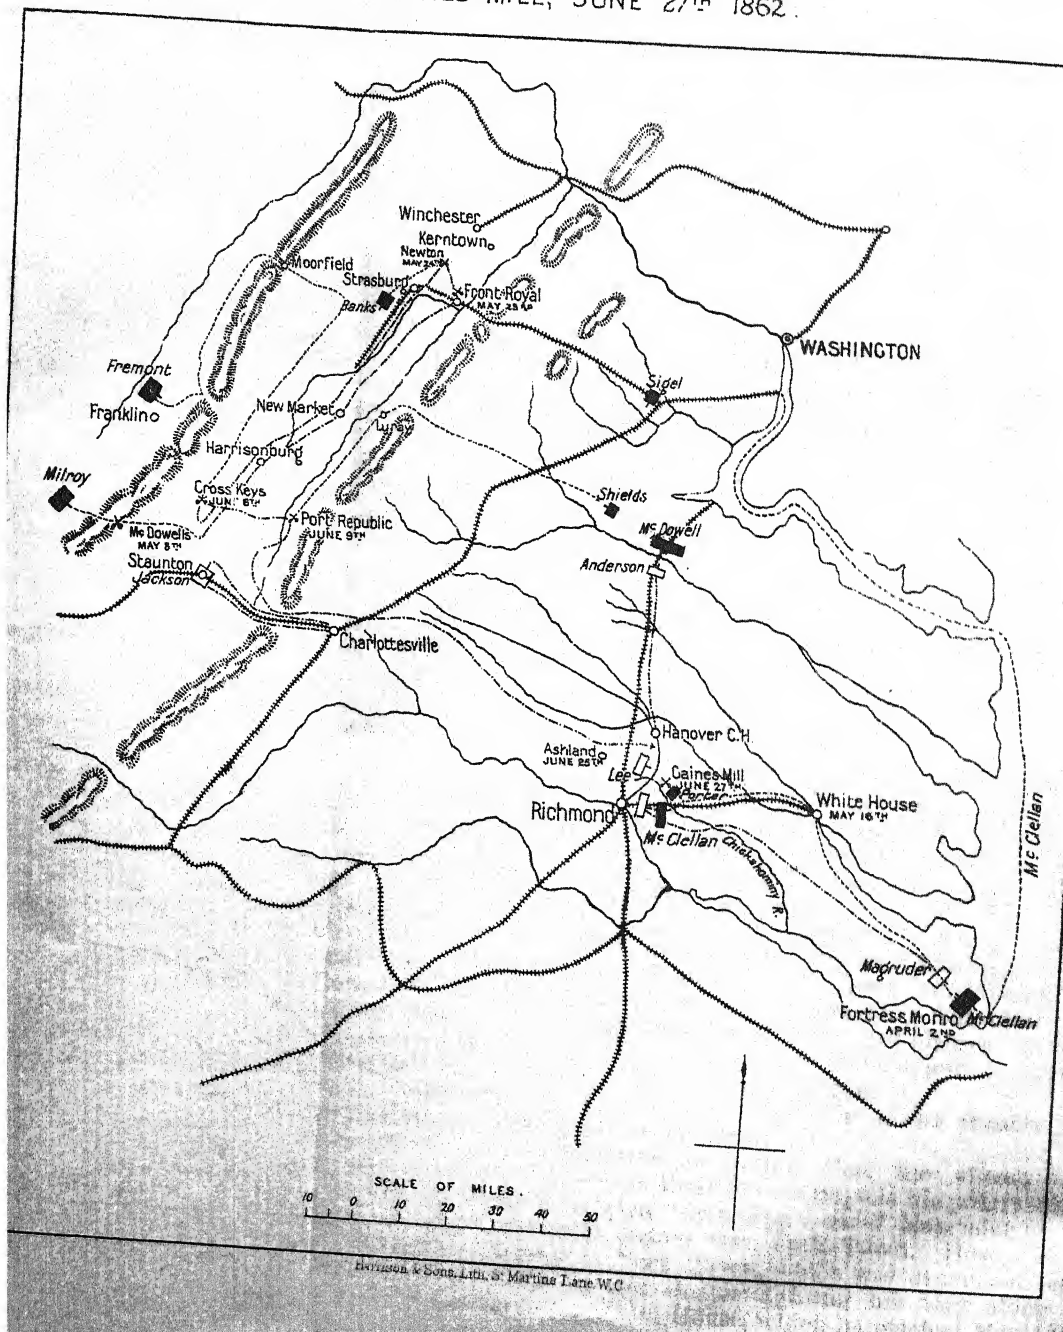 MILL, JUNE 27TH 1862.
Winchester
Kerntown
Newton
MAY 24TH
Moorfield
Strasburg
Banks
Front Royal
MAY 23RD
WASHINGTON
Fremont
Franklin
Sigel
New Market
Luray
Harrisonburg
Milroy
Cross Keys
JUNE 6TH
Shields
Port Republic
JUNE 9TH
McDowell
McDowells
MAY 8TH
Anderson
Staunton
Jackson
Charlottesville
Hanover C.H.
Ashland
JUNE 25TH
Lee
Gaines Mill
JUNE 27TH
Porter
Richmond
White House
MAY 16TH
McClellan
Chickahominy R.
McClellan
Magruder
Fortress Monro
McClellan
APRIL 2ND
SCALE OF MILES.
10 0 10 20 30 40 50
Harrison & Sons, Lith, St Martins Lane, W.C.